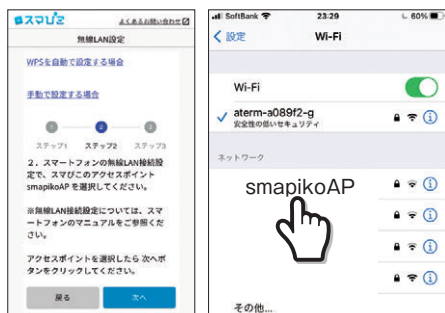 スマぴこ
よくあるお問い合わせ
無線LAN設定
WPSを自動で設定する場合
手動で設定する場合
1 2 3
ステップ1 ステップ2 ステップ3
2．スマートフォンの無線LAN接続設
定で、スマぴこのアクセスポイント
smapikoAP を選択してください。
※無線LAN接続設定については、スマ
ートフォンのマニュアルをご参照くだ
さい。
アクセスポイントを選択したら 次へボ
タンをクリックしてください。
戻る
次へ
SoftBank 23:29 60%
設定 Wi-Fi
Wi-Fi
aterm-a089f2-g
安全性の低いセキュリティ
ネットワーク
smapikoAP
その他...